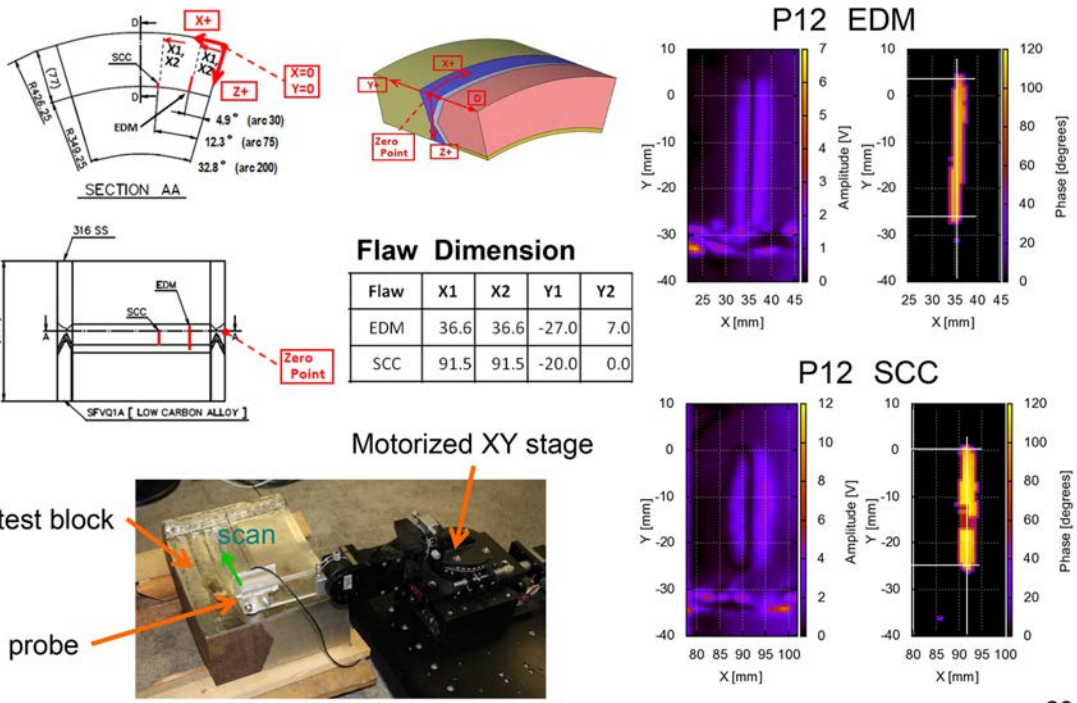 D
X+
X1,
X2
X1,
X2
SCC
X=0
Y=0
Z+
(77)
R426.25
R349.25
D
EDM
4.9° (arc 30)
12.3° (arc 75)
32.8° (arc 200)
SECTION AA
X+
Y+
D
Zero
Point
Z+
316 SS
EDM
SCC
A
A
Zero
Point
SFVQ1A [ LOW CARBON ALLOY ]
Flaw Dimension
Flaw X1 X2 Y1 Y2
EDM 36.6 36.6 -27.0 7.0
SCC 91.5 91.5 -20.0 0.0
Motorized XY stage
test block
scan
probe
P12 EDM
10
0
-10
-20
-30
-40
Y [mm]
25 30 35 40 45
X [mm]
7
6
5
4
3
2
1
0
Amplitude [V]
10
0
-10
-20
-30
-40
Y [mm]
25 30 35 40 45
X [mm]
120
100
80
60
40
20
0
Phase [degrees]
P12 SCC
10
0
-10
-20
-30
-40
Y [mm]
80 85 90 95 100
X [mm]
12
10
8
6
4
2
0
Amplitude [V]
10
0
-10
-20
-30
-40
Y [mm]
80 85 90 95 100
X [mm]
120
100
80
60
40
20
0
Phase [degrees]